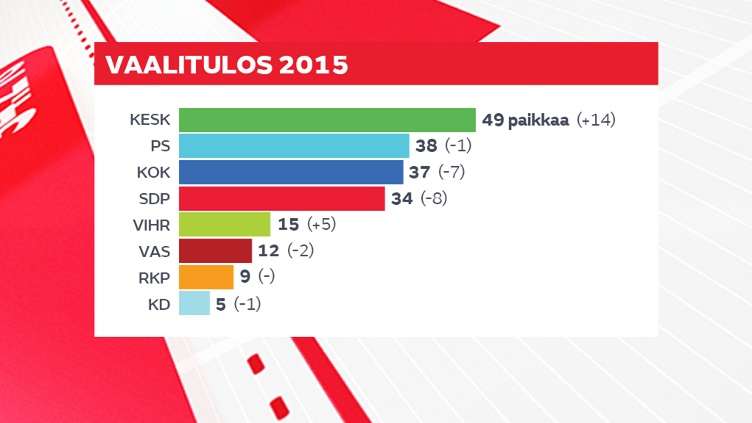 VAALITULOS 2015
KESK 49 paikkaa (+14)
PS 38 (-1)
KOK 37 (-7)
SDP 34 (-8)
VIHR 15 (+5)
VAS 12 (-2)
RKP 9 (-)
KD 5 (-1)